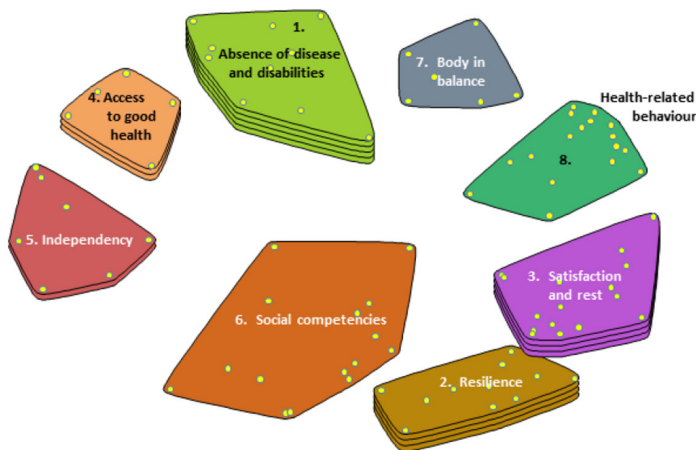 1.
Absence of disease
and disabilities
7. Body in
balance
4. Access
to good
health
Health-related
behaviour
8.
5. Independency
3. Satisfaction
and rest
6. Social competencies
2. Resilience